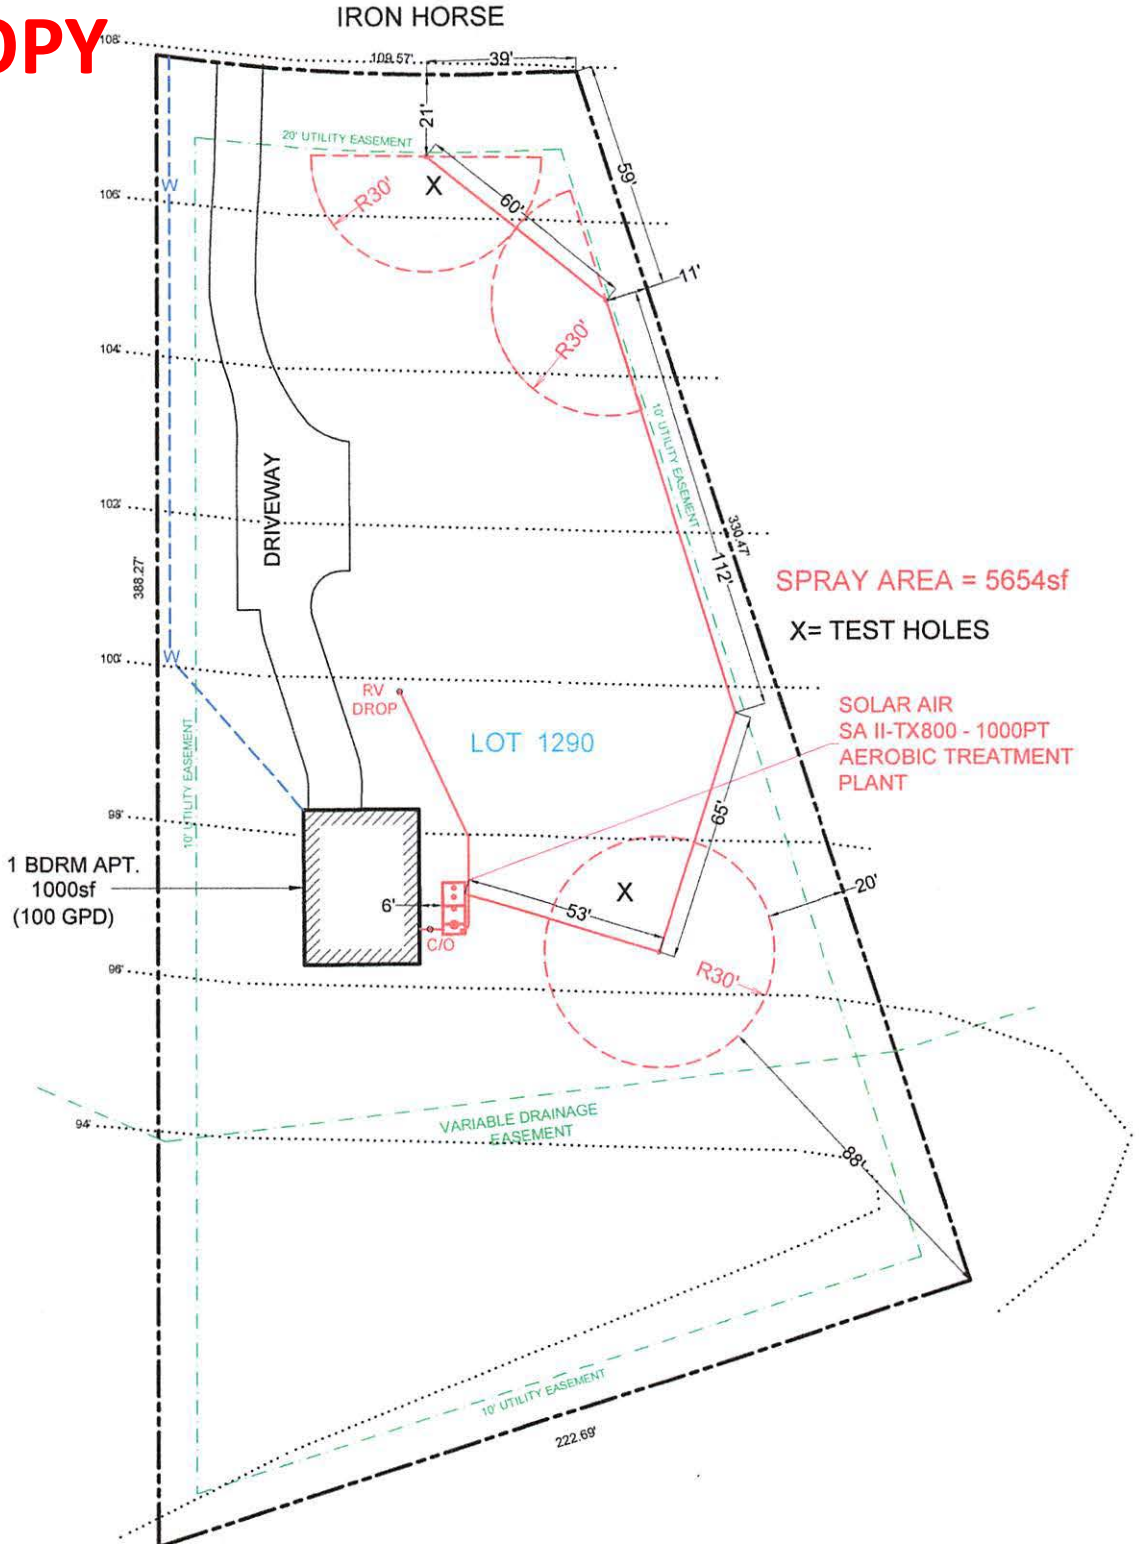 IRON HORSE
OPY
108'
109.57'
39'
21'
20' UTILITY EASEMENT
59'
W
X
R30'
60'
106'
11'
R30'
104'
10' UTILITY EASEMENT
DRIVEWAY
102'
330.47'
112'
388.27'
SPRAY AREA = 5654sf
X= TEST HOLES
W
100'
RV
DROP
SOLAR AIR
SA II-TX800 - 1000PT
AEROBIC TREATMENT
PLANT
LOT 1290
10' UTILITY EASEMENT
98'
65'
1 BDRM APT.
1000sf
(100 GPD)
X
20'
6'
53'
C/O
96'
R30'
VARIABLE DRAINAGE
EASEMENT
94'
88'
10' UTILITY EASEMENT
222.69'